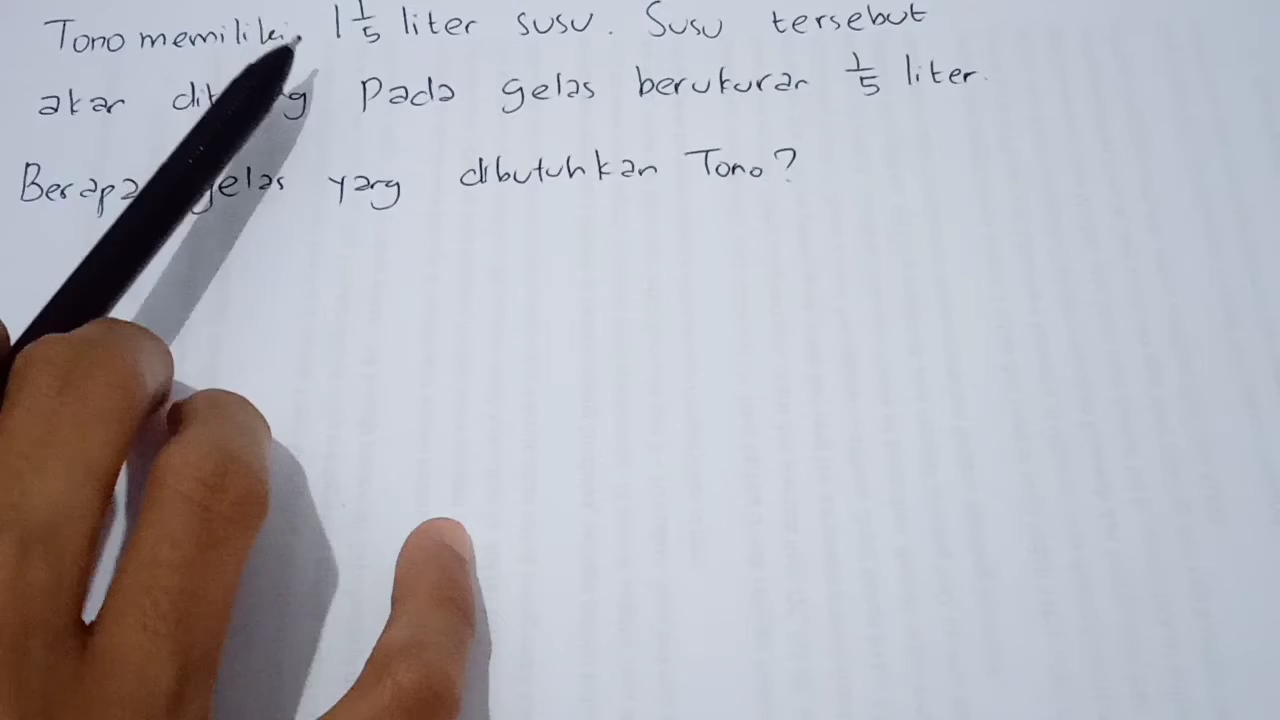 Tono memiliki 1 1/5 liter susu. Susu tersebut
akan pada gelas berukuran 1/5 liter.
Berapa gelas yang dibutuhkan Tono?